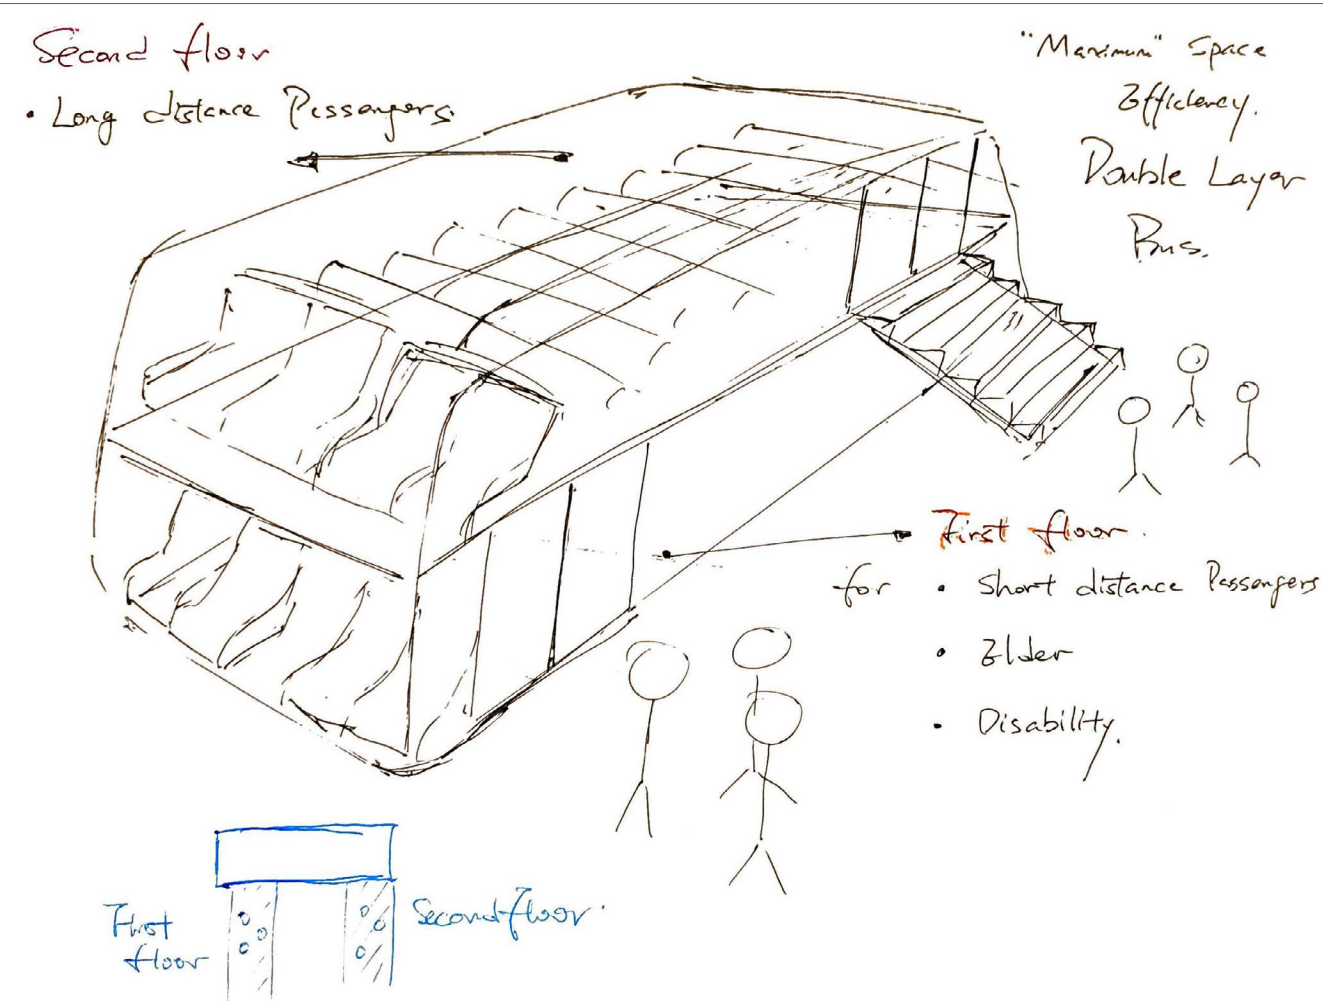 Second floor
• Long distance Passengers.
"Maximum" Space
Efficiency.
Double Layer
Bus.
First floor.
for • Short distance Passengers
• Elder
• Disability.
First
floor
Second floor.